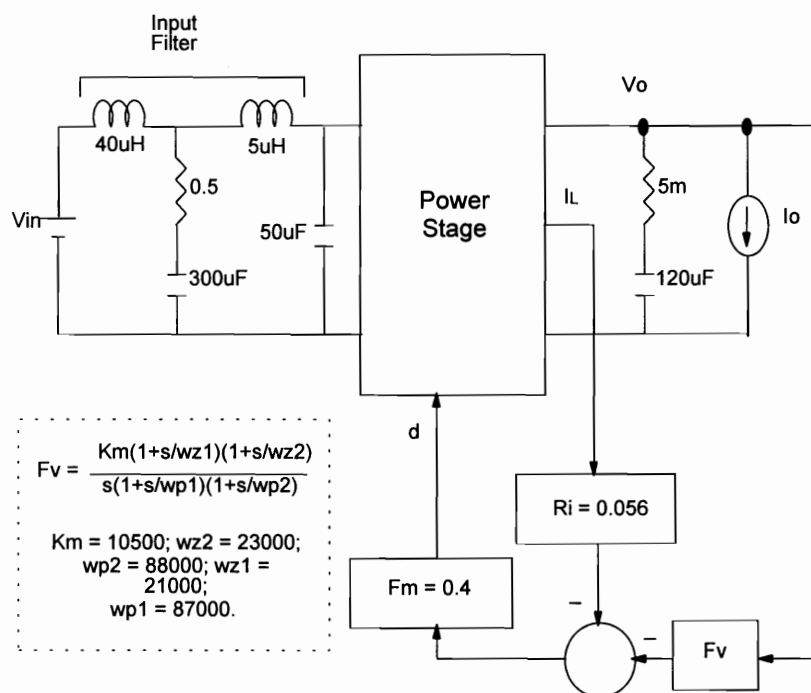 Input
Filter
40uH
5uH
Vo
0.5
Vin
50uF
300uF
Power
Stage
IL
5m
Io
120uF
d
Fv = Km(1+s/wz1)(1+s/wz2)
s(1+s/wp1)(1+s/wp2)
Km = 10500; wz2 = 23000;
wp2 = 88000; wz1 =
21000;
wp1 = 87000.
Ri = 0.056
Fm = 0.4
–
–
Fv